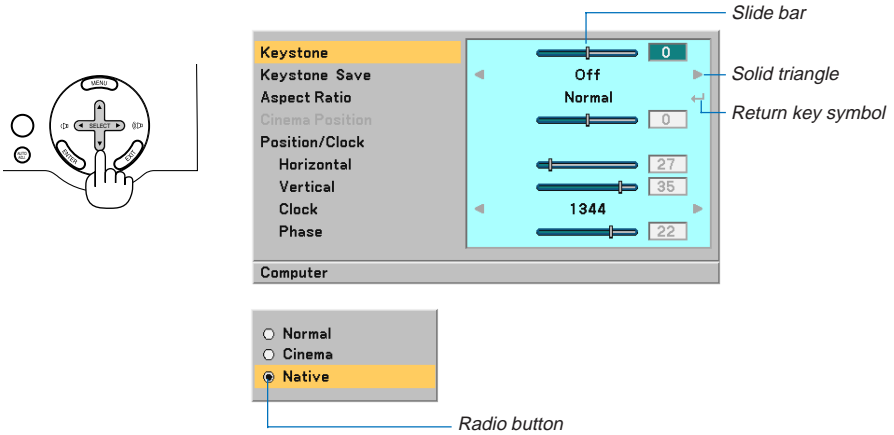 Slide bar
Keystone 0
Keystone Save Off
Solid triangle
Aspect Ratio Normal
Return key symbol
Cinema Position 0
Position/Clock
Horizontal 27
Vertical 35
Clock 1344
Phase 22
Computer
MENU
SELECT
ENTER
EXIT
AUTO
ADJ.
Normal
Cinema
Native
Radio button